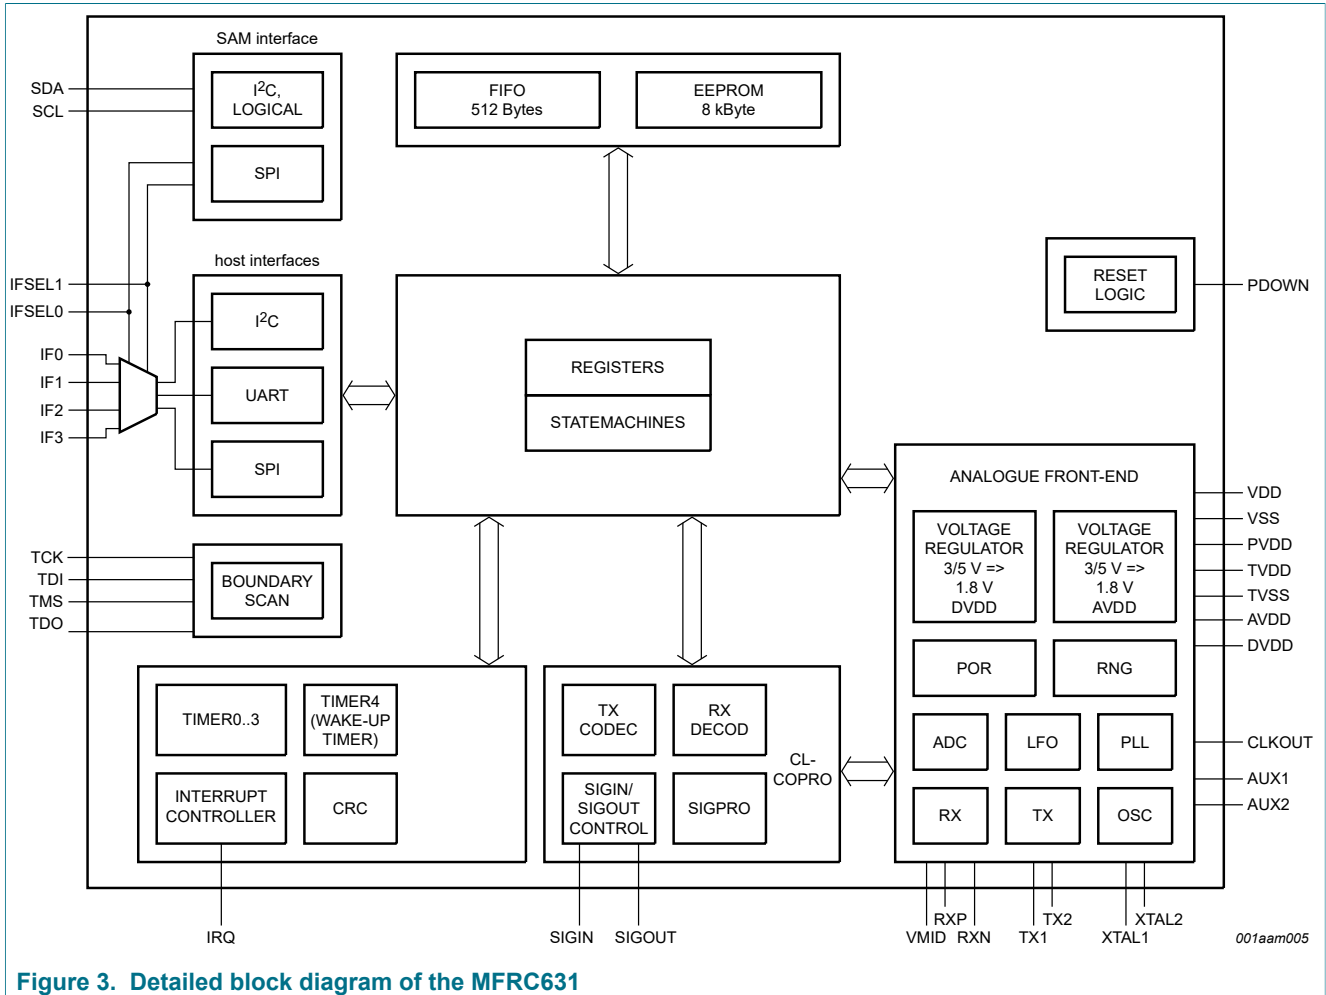 SAM interface
SDA
SCL
I2C,
LOGICAL
SPI
FIFO
512 Bytes
EEPROM
8 kByte
host interfaces
IFSEL1
IFSEL0
IF0
IF1
IF2
IF3
I2C
UART
SPI
REGISTERS
STATEMACHINES
RESET
LOGIC
PDOWN
TCK
TDI
TMS
TDO
BOUNDARY
SCAN
ANALOGUE FRONT-END
VOLTAGE
REGULATOR
3/5 V =>
1.8 V
DVDD
VOLTAGE
REGULATOR
3/5 V =>
1.8 V
AVDD
POR
RNG
ADC
LFO
PLL
RX
TX
OSC
VDD
VSS
PVDD
TVDD
TVSS
AVDD
DVDD
CLKOUT
AUX1
AUX2
TIMER0..3
TIMER4
(WAKE-UP
TIMER)
INTERRUPT
CONTROLLER
CRC
TX
CODEC
RX
DECOD
SIGIN/
SIGOUT
CONTROL
SIGPRO
CL-
COPRO
IRQ
SIGIN
SIGOUT
VMID
RXP
RXN
TX1
TX2
XTAL1
XTAL2
001aam005
Figure 3. Detailed block diagram of the MFRC631